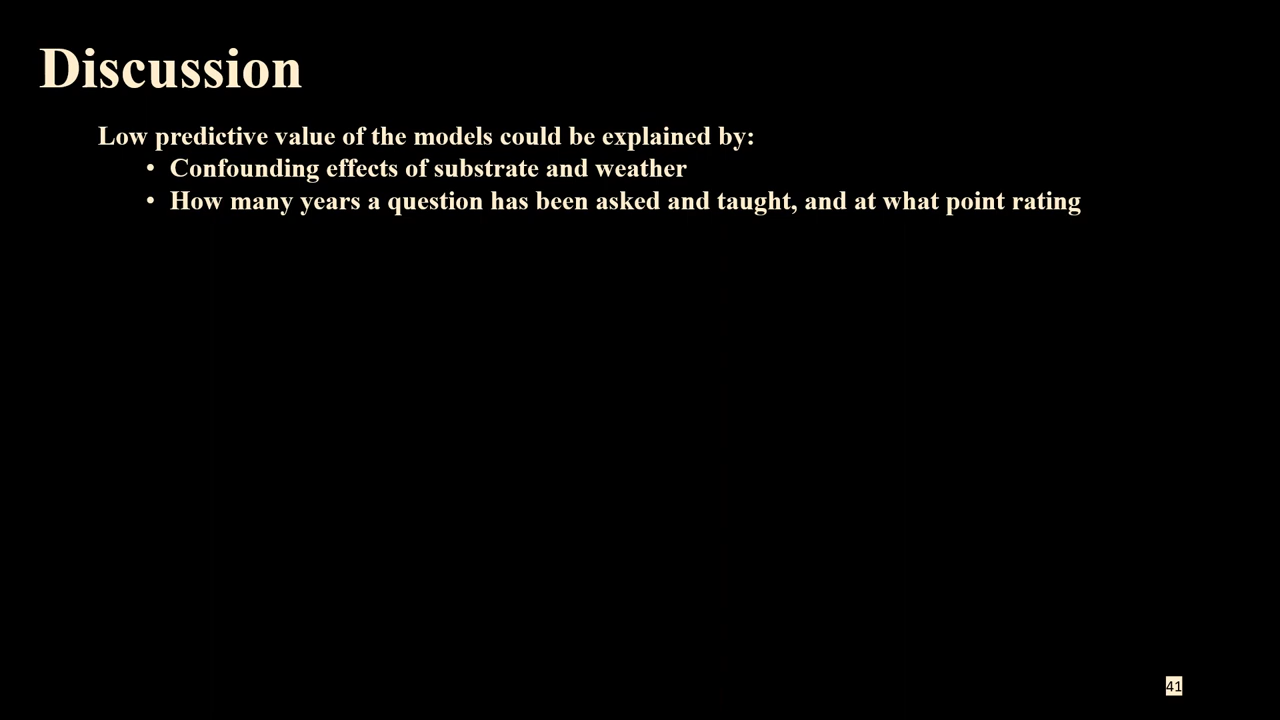 Discussion
Low predictive value of the models could be explained by:
• Confounding effects of substrate and weather
• How many years a question has been asked and taught, and at what point rating
41